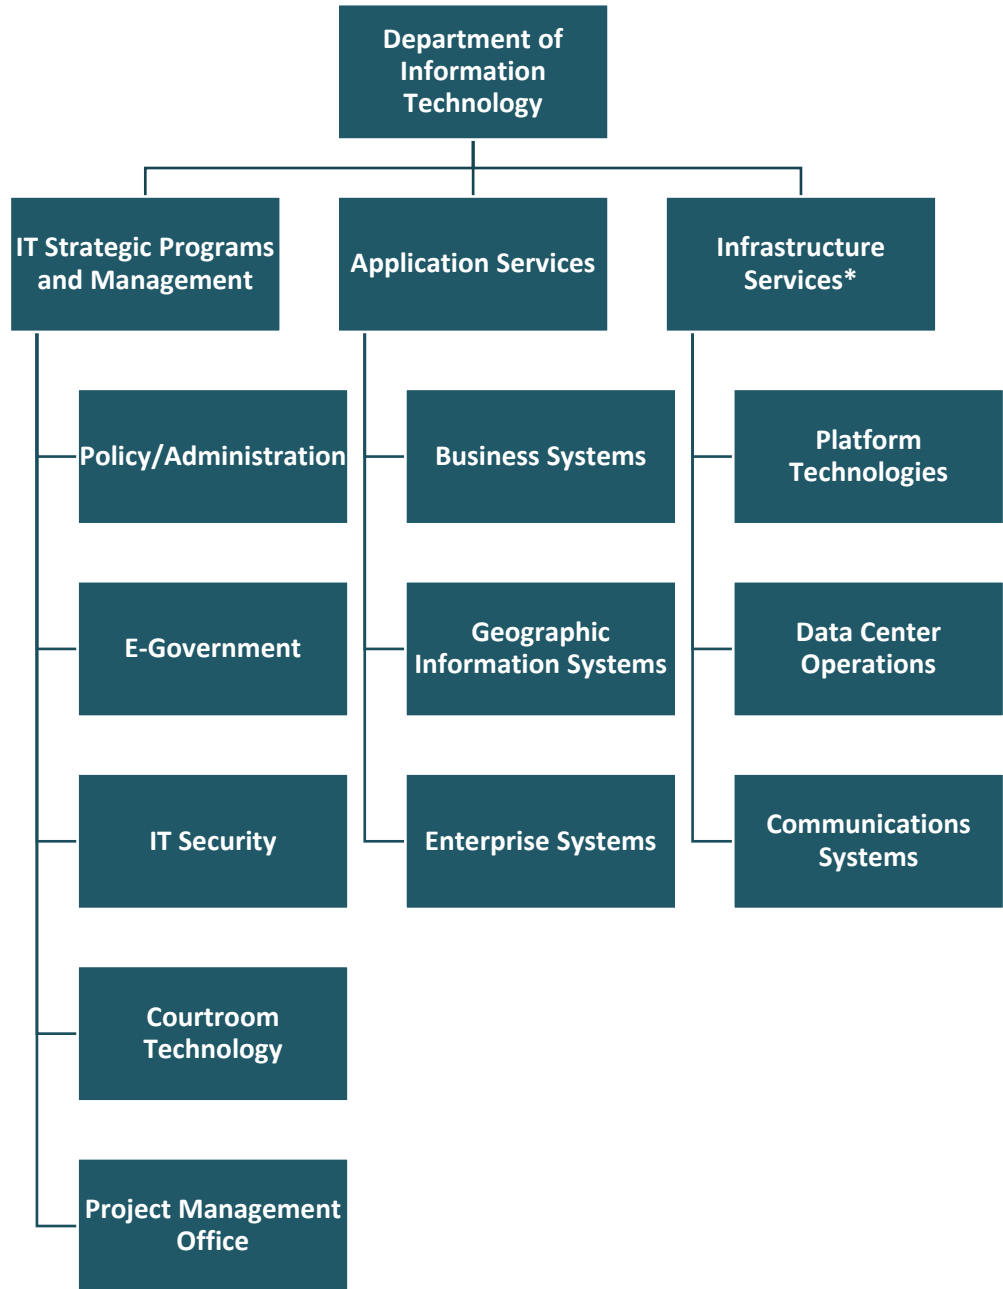 Department of
Information
Technology
IT Strategic Programs
and Management
Application Services
Infrastructure
Services*
Policy/Administration
Business Systems
Platform
Technologies
E-Government
Geographic
Information Systems
Data Center
Operations
IT Security
Enterprise Systems
Communications
Systems
Courtroom
Technology
Project Management
Office